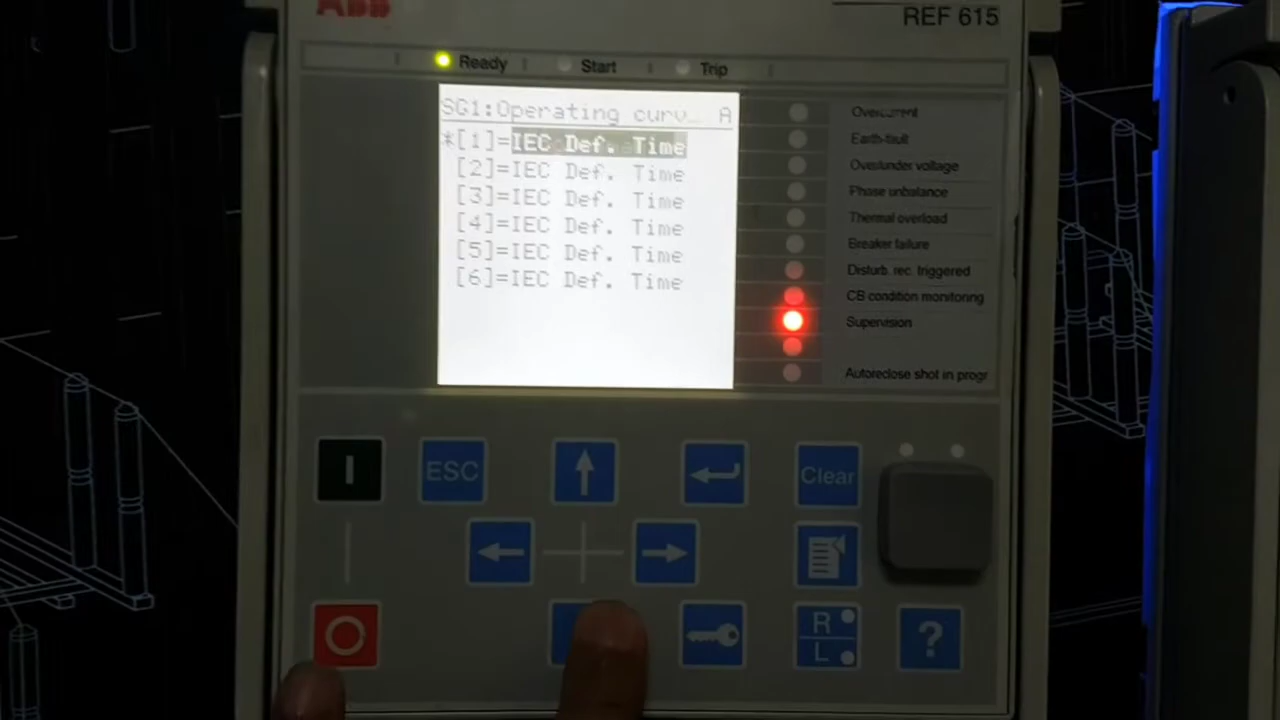 ABB
REF 615
Ready
Start
Trip
SG1:Operating curv… A
*[1]=IEC Def. Time
[2]=IEC Def. Time
[3]=IEC Def. Time
[4]=IEC Def. Time
[5]=IEC Def. Time
[6]=IEC Def. Time
Overcurrent
Earth-fault
Over/under voltage
Phase unbalance
Thermal overload
Breaker failure
Disturb. rec. triggered
CB condition monitoring
Supervision
Autoreclose shot in progr
I
ESC
Clear
R
L
?